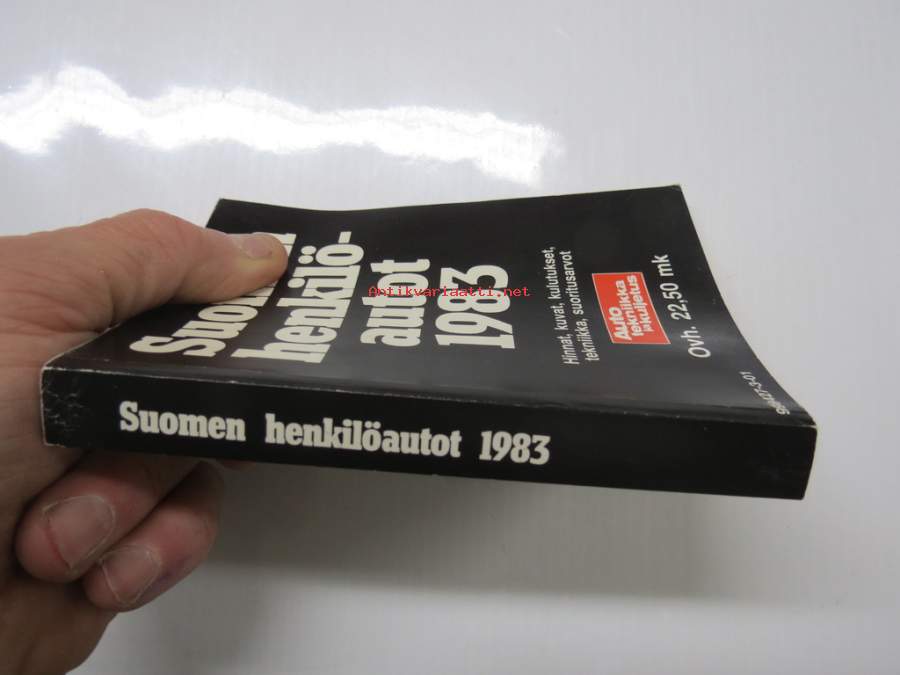 Suomen
henkilö-
autot
1983
Hinnat, kuvat, kulutukset,
tekniikka, suoritusarvot
Auto
tekniikka
ja kuljetus
Ovh. 22,50 mk
Antikvariaatti.net
Suomen henkilöautot 1983